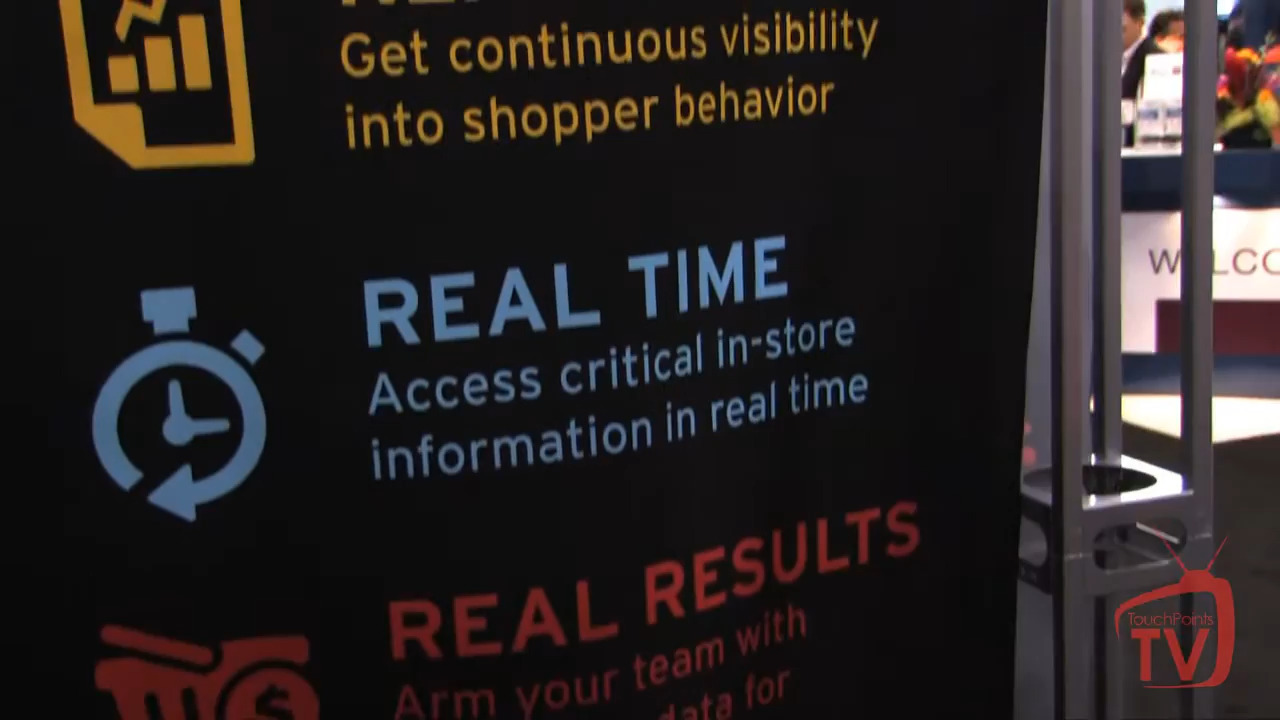 Get continuous visibility
into shopper behavior
REAL TIME
Access critical in-store
information in real time
REAL RESULTS
Arm your team with
data for
TouchPoints
TV